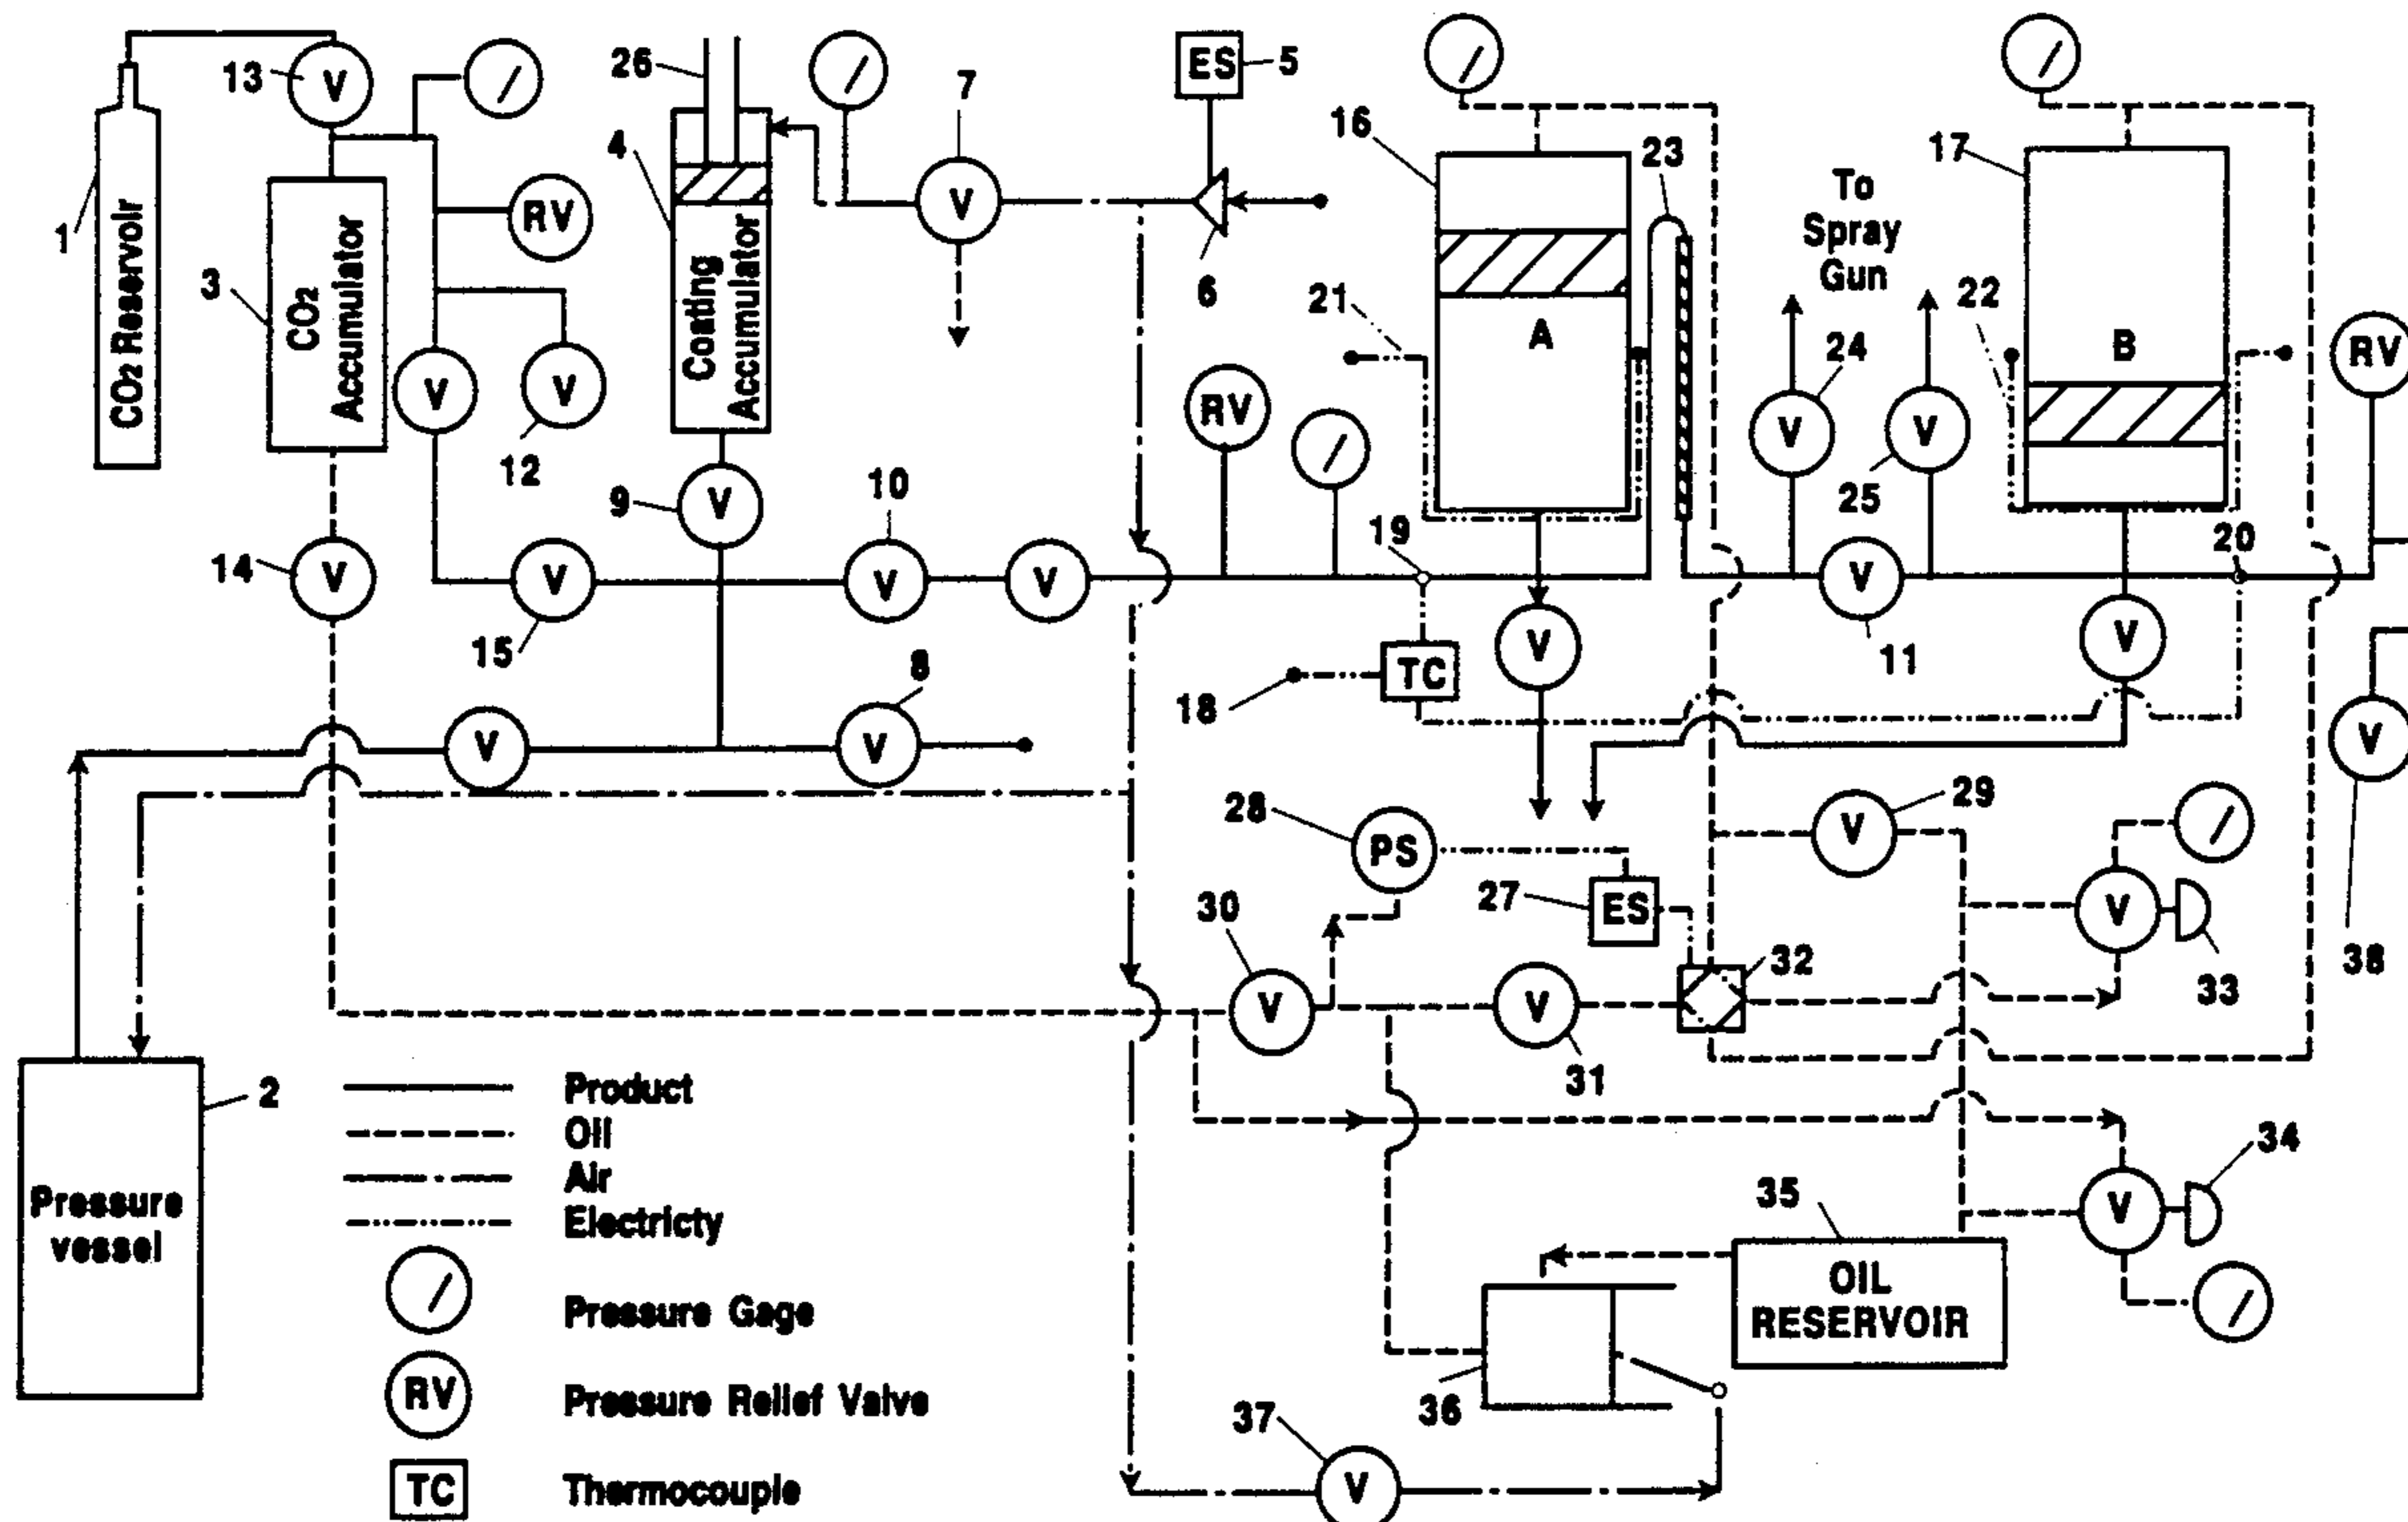 13
V
26
ES
5
7
16
23
17
To
Spray
Gun
4
V
6
1
CO2 Reservoir
3
CO2
Accumulator
RV
Coating
Accumulator
21
A
22
B
RV
24
V
V
V
12
RV
V
V
25
9
V
10
19
20
14
V
V
15
V
V
V
V
11
V
TC
18
8
V
V
V
38
28
PS
29
V
27
ES
V
33
30
V
V
31
32
2
Pressure
vessel
Product
Oil
Air
Electricty
Pressure Gage
RV
Pressure Relief Valve
TC
Thermocouple
34
V
35
OIL
RESERVOIR
36
37
V